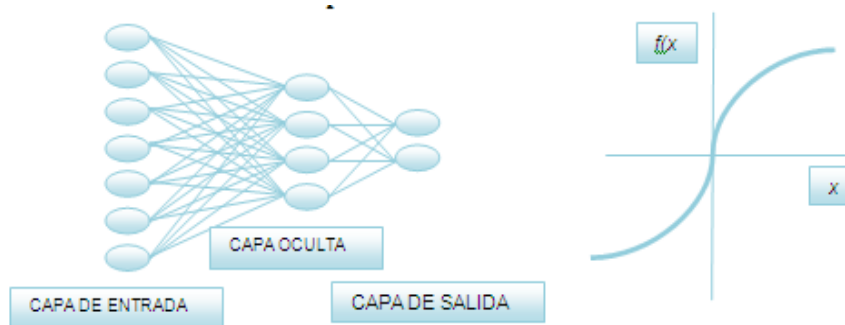 f(x
x
CAPA OCULTA
CAPA DE ENTRADA
CAPA DE SALIDA